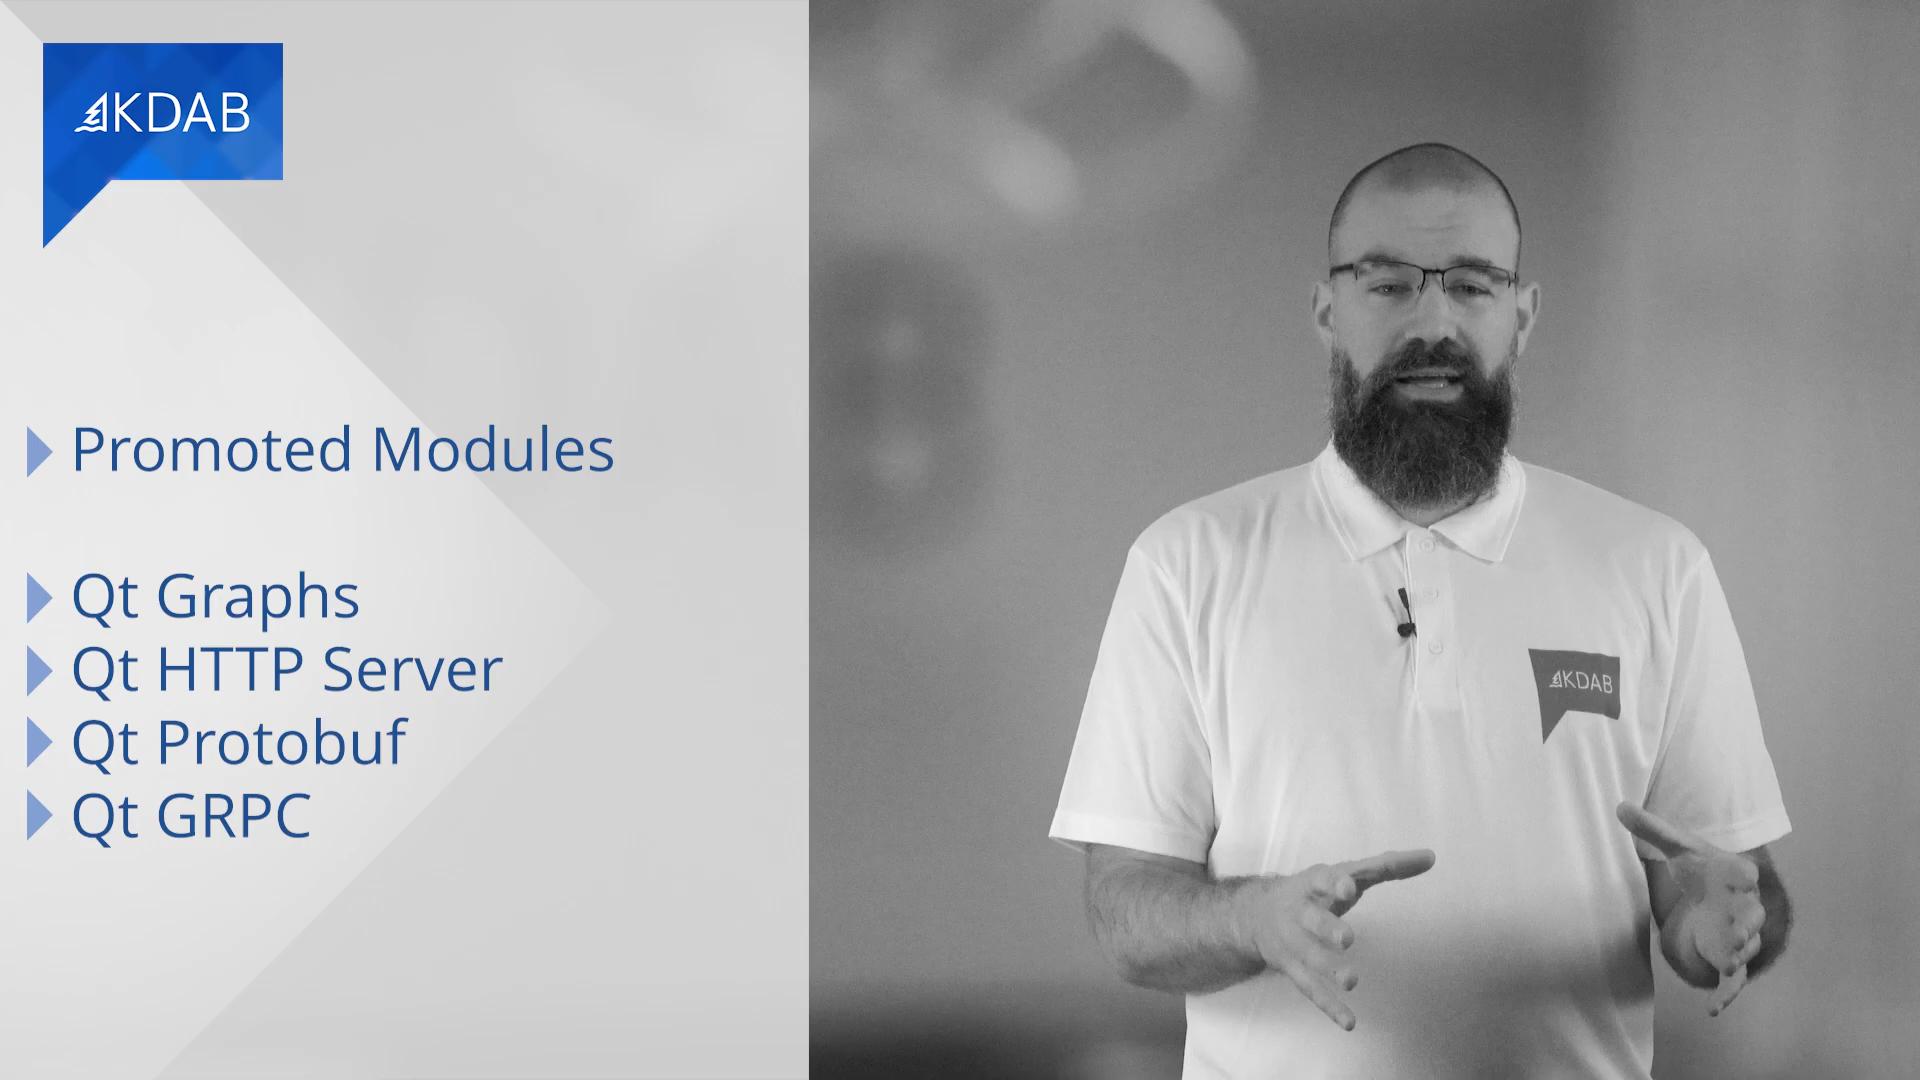 KDAB
Promoted Modules
Qt Graphs
Qt HTTP Server
Qt Protobuf
Qt GRPC
KDAB